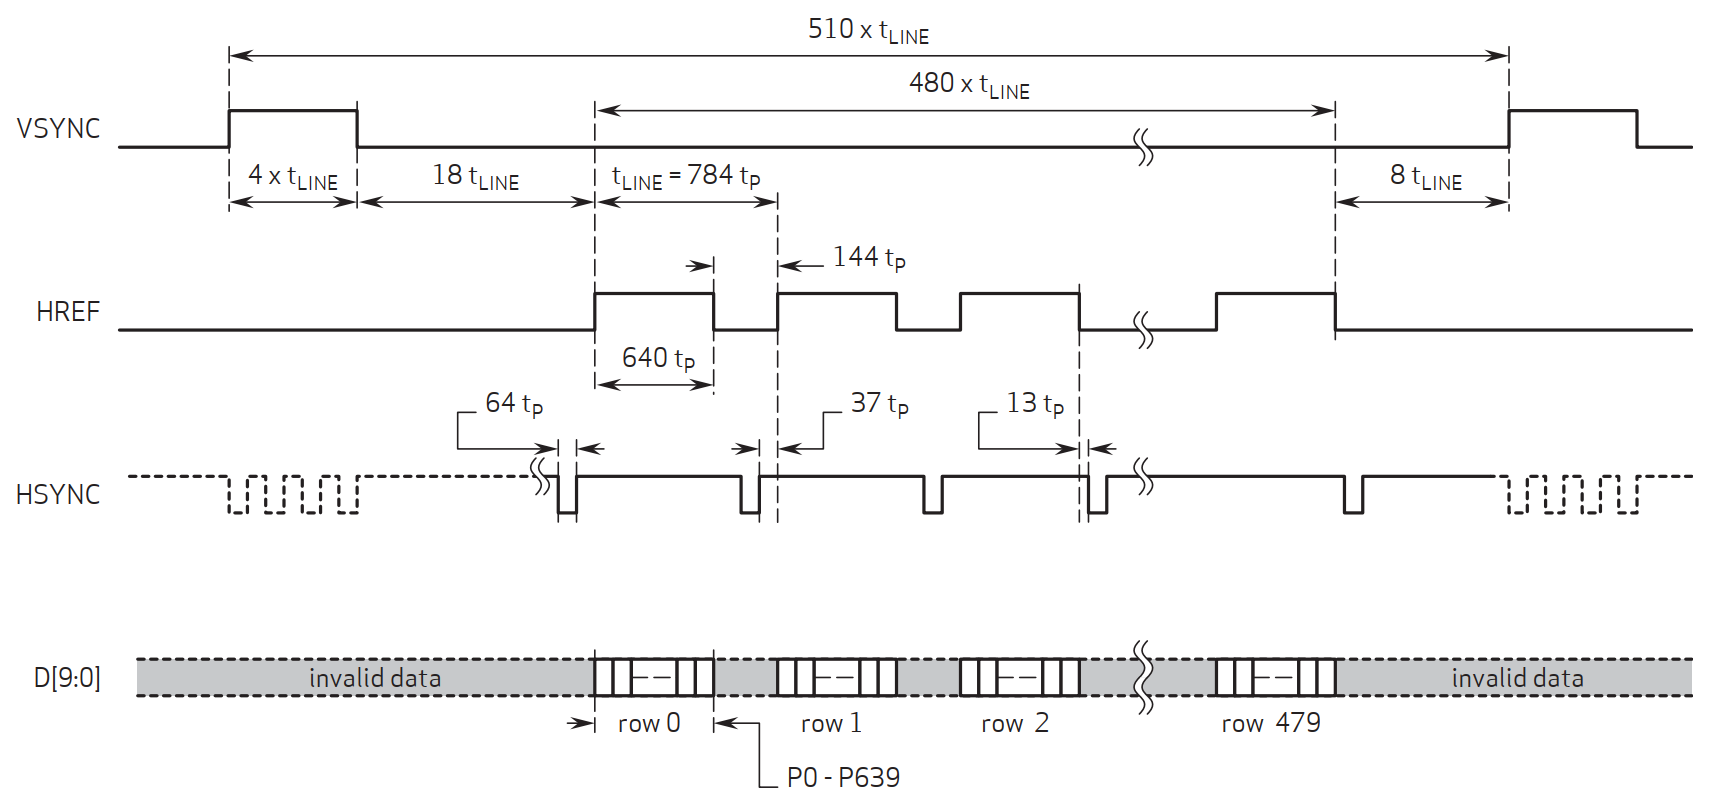 510 x tLINE
480 x tLINE
VSYNC
4 x tLINE
18 tLINE
tLINE = 784 tP
8 tLINE
144 tP
HREF
640 tP
64 tP
37 tP
13 tP
HSYNC
D[9:0]
invalid data
invalid data
row 0
row 1
row 2
row 479
P0 - P639